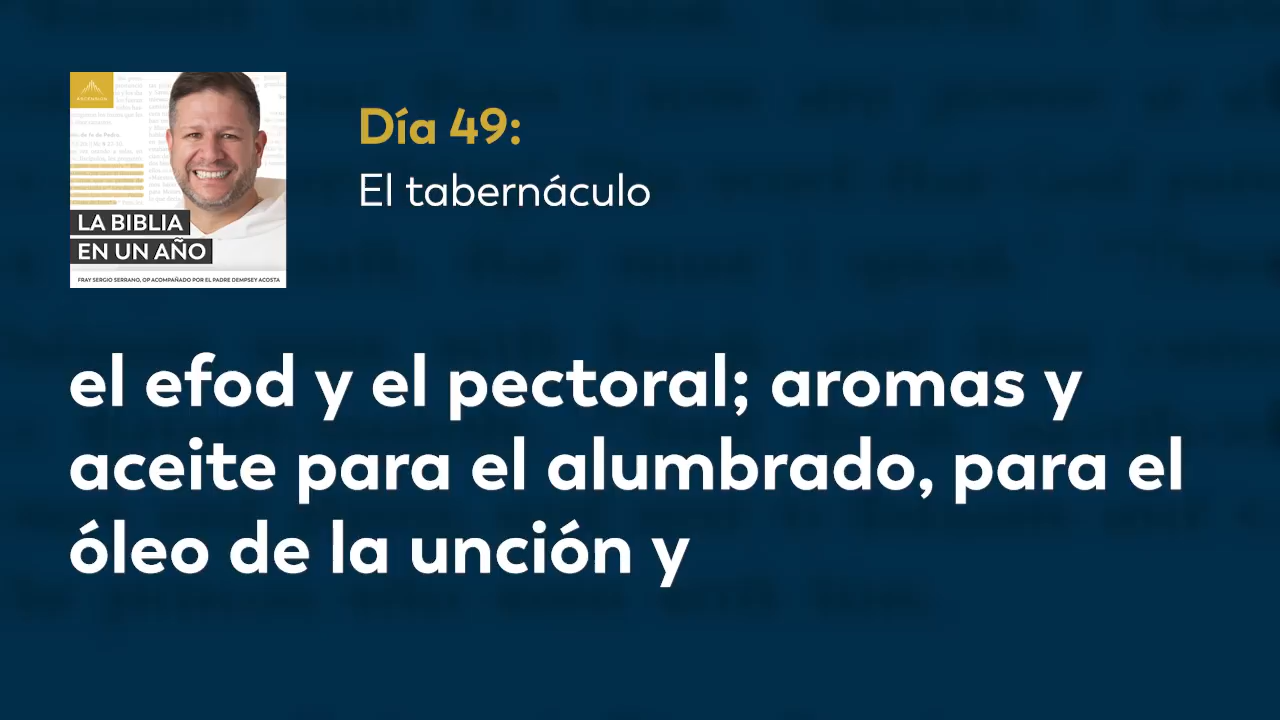 ASCENSION
LA BIBLIA
EN UN AÑO
FRAY SERGIO SERRANO, OP ACOMPAÑADO POR EL PADRE DEMPSEY ACOSTA
Día 49:
El tabernáculo
el efod y el pectoral; aromas y
aceite para el alumbrado, para el
óleo de la unción y